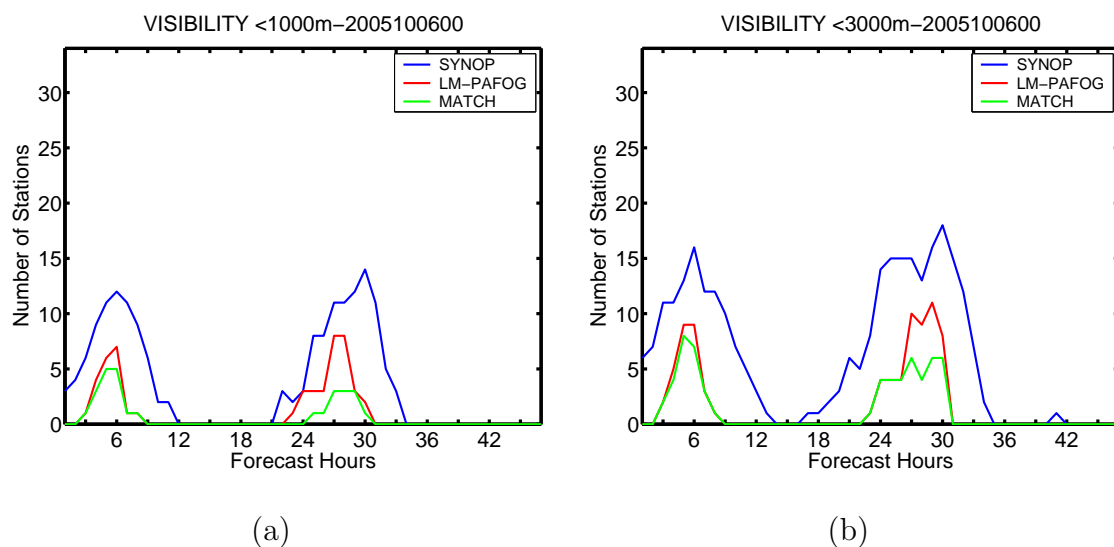 VISIBILITY <1000m−2005100600
SYNOP
LM−PAFOG
MATCH
30
25
20
15
10
5
0
6 12 18 24 30 36 42
Number of Stations
Forecast Hours
(a)
VISIBILITY <3000m−2005100600
SYNOP
LM−PAFOG
MATCH
30
25
20
15
10
5
0
6 12 18 24 30 36 42
Number of Stations
Forecast Hours
(b)